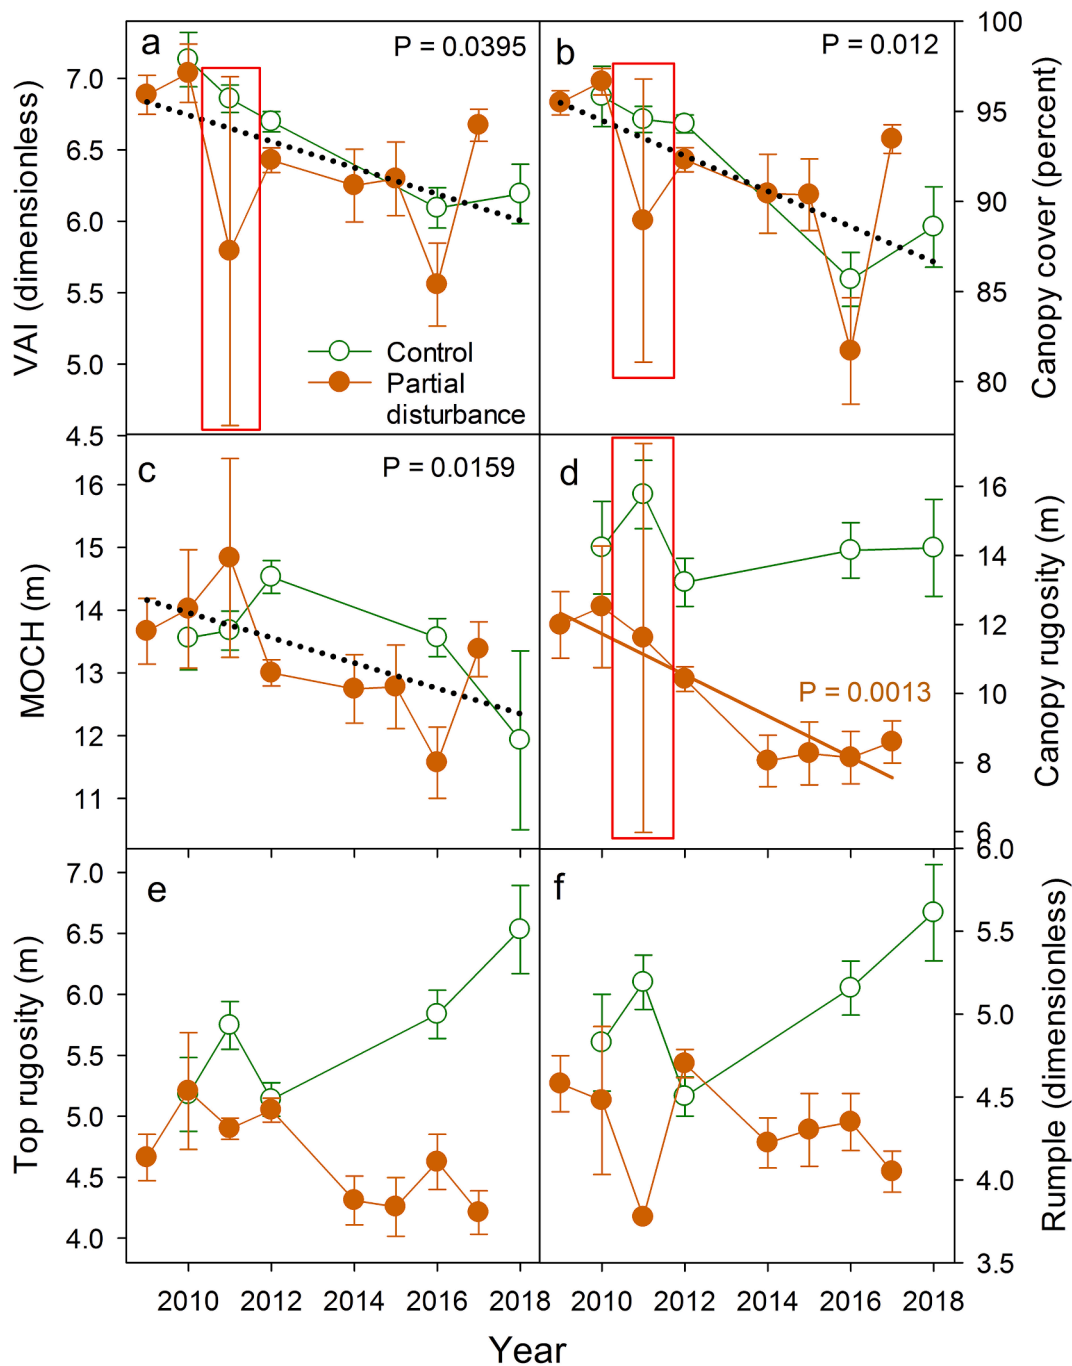 a
P = 0.0395
b
P = 0.012
100
7.0
95
6.5
90
6.0
5.5
85
5.0
80
4.5
VAI (dimensionless)
Canopy cover (percent)
Control
Partial
disturbance
c
P = 0.0159
d
16
16
15
14
14
12
13
10
12
8
11
6
MOCH (m)
Canopy rugosity (m)
P = 0.0013
e
f
6.0
7.0
6.5
5.5
6.0
5.0
5.5
5.0
4.5
4.5
4.0
4.0
3.5
Top rugosity (m)
Rumple (dimensionless)
2010 2012 2014 2016 2018 2010 2012 2014 2016 2018
Year